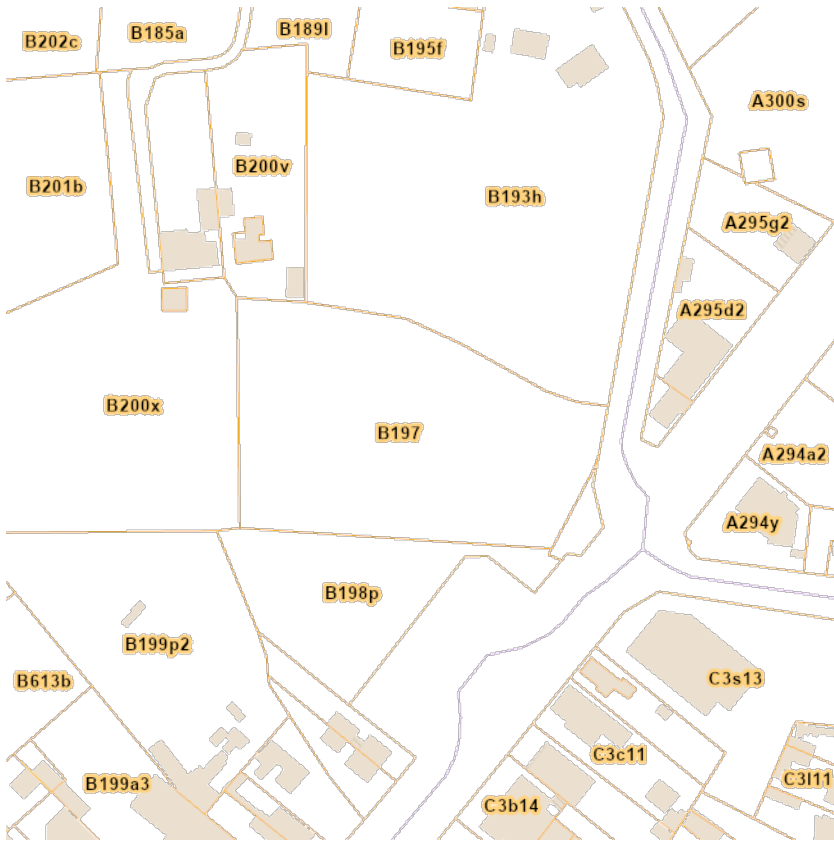 B202c
B185a
B189l
B195f
A300s
B201b
B200v
B193h
A295g2
A295d2
B200x
B197
A294a2
A294y
B198p
B199p2
B613b
C3s13
C3c11
B199a3
C3l11
C3b14